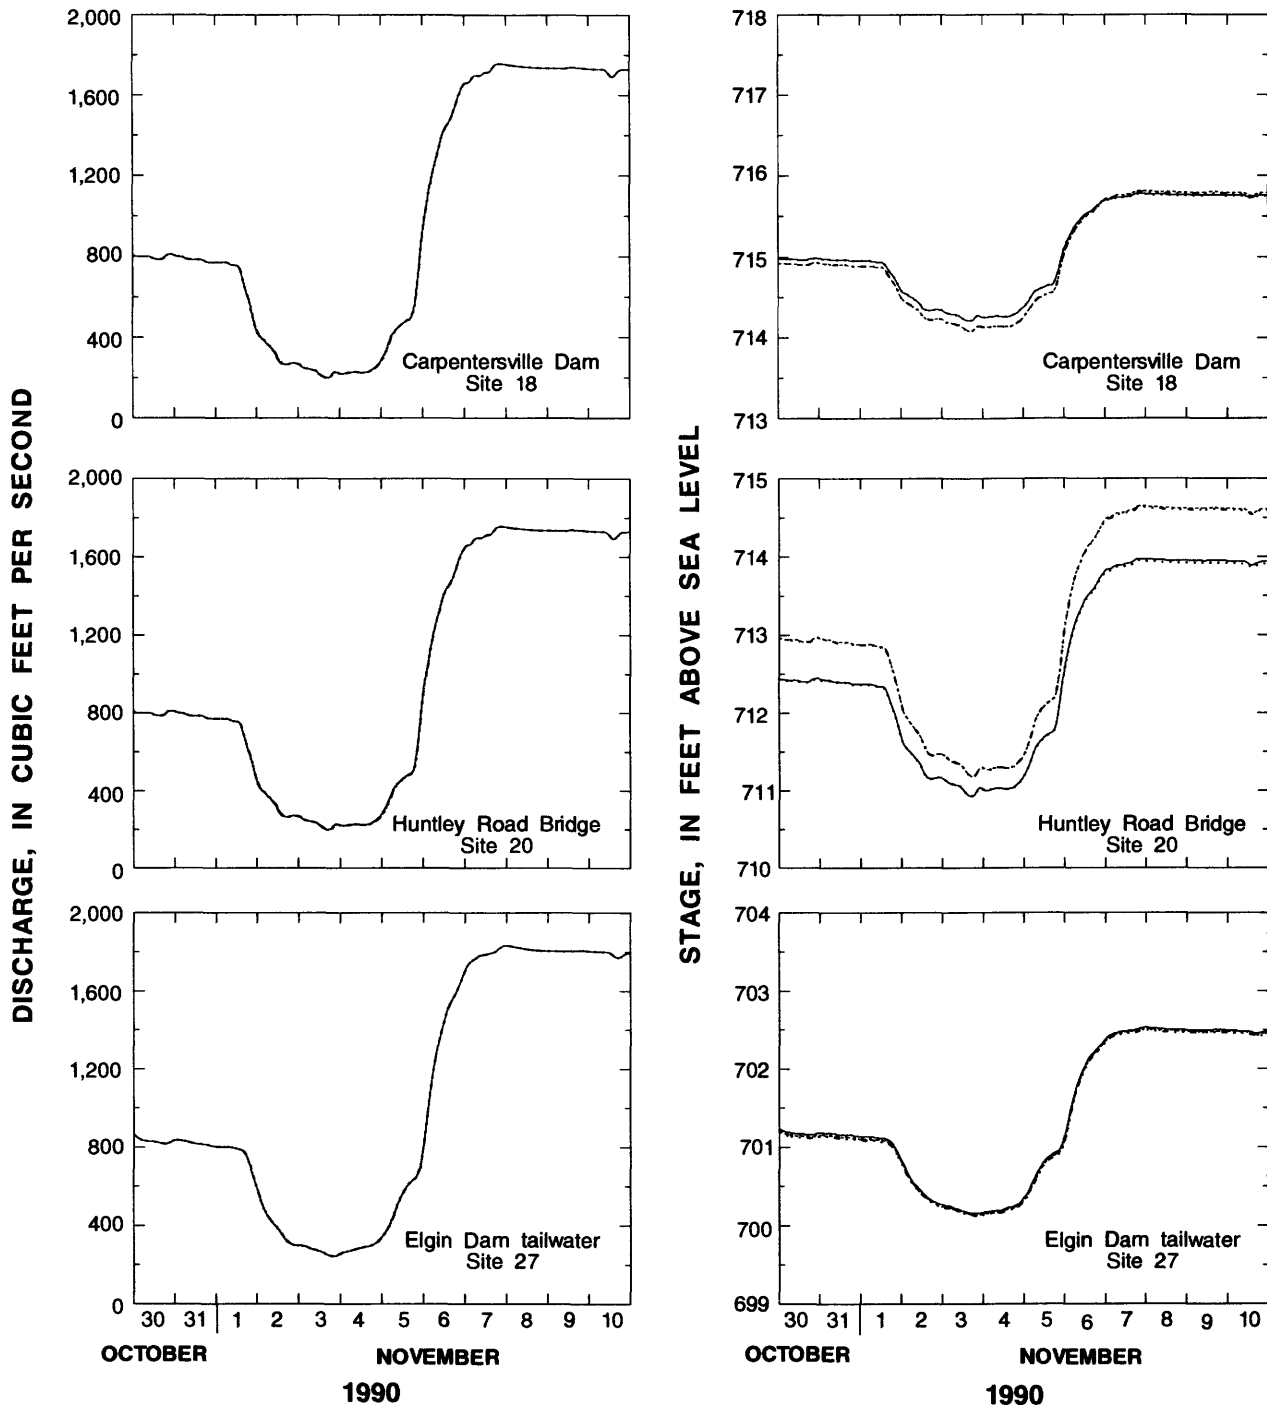 DISCHARGE, IN CUBIC FEET PER SECOND
2,000
1,600
1,200
800
400
0
Carpentersville Dam
Site 18
2,000
1,600
1,200
800
400
0
Huntley Road Bridge
Site 20
2,000
1,600
1,200
800
400
0
Elgin Dam tailwater
Site 27
30 31 1 2 3 4 5 6 7 8 9 10
OCTOBER NOVEMBER
1990
STAGE, IN FEET ABOVE SEA LEVEL
718
717
716
715
714
713
Carpentersville Dam
Site 18
715
714
713
712
711
710
Huntley Road Bridge
Site 20
704
703
702
701
700
699
Elgin Dam tailwater
Site 27
30 31 1 2 3 4 5 6 7 8 9 10
OCTOBER NOVEMBER
1990